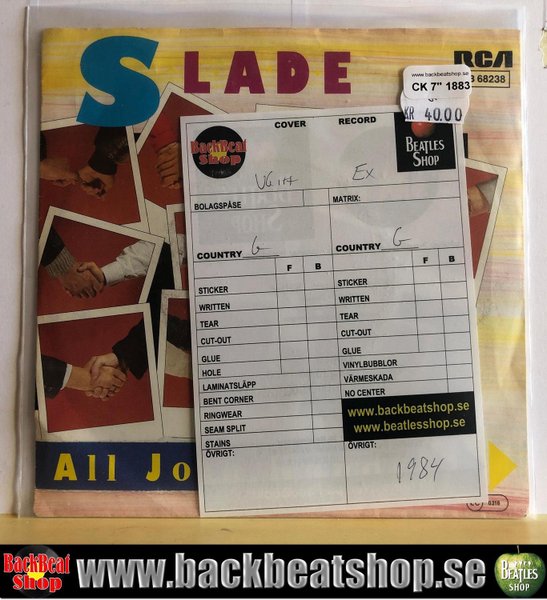 SLADE
RCA
68238
www.backbeatshop.se
CK 7" 1883
KR 40.00
COVER RECORD
BackBeat Shop
BEATLES SHOP
VG+++ EX
BOLAGSPÅSE MATRIX:
COUNTRY G COUNTRY G
F B F B
STICKER STICKER
WRITTEN WRITTEN
TEAR TEAR
CUT-OUT CUT-OUT
GLUE GLUE
HOLE VINYLBUBBLOR
LAMINATSLÄPP VÄRMESKADA
BENT CORNER NO CENTER
RINGWEAR
SEAM SPLIT
STAINS
www.backbeatshop.se
www.beatlesshop.se
ÖVRIGT: ÖVRIGT:
1984
All Jo
0316
BackBeat Shop www.backbeatshop.se BEATLES SHOP